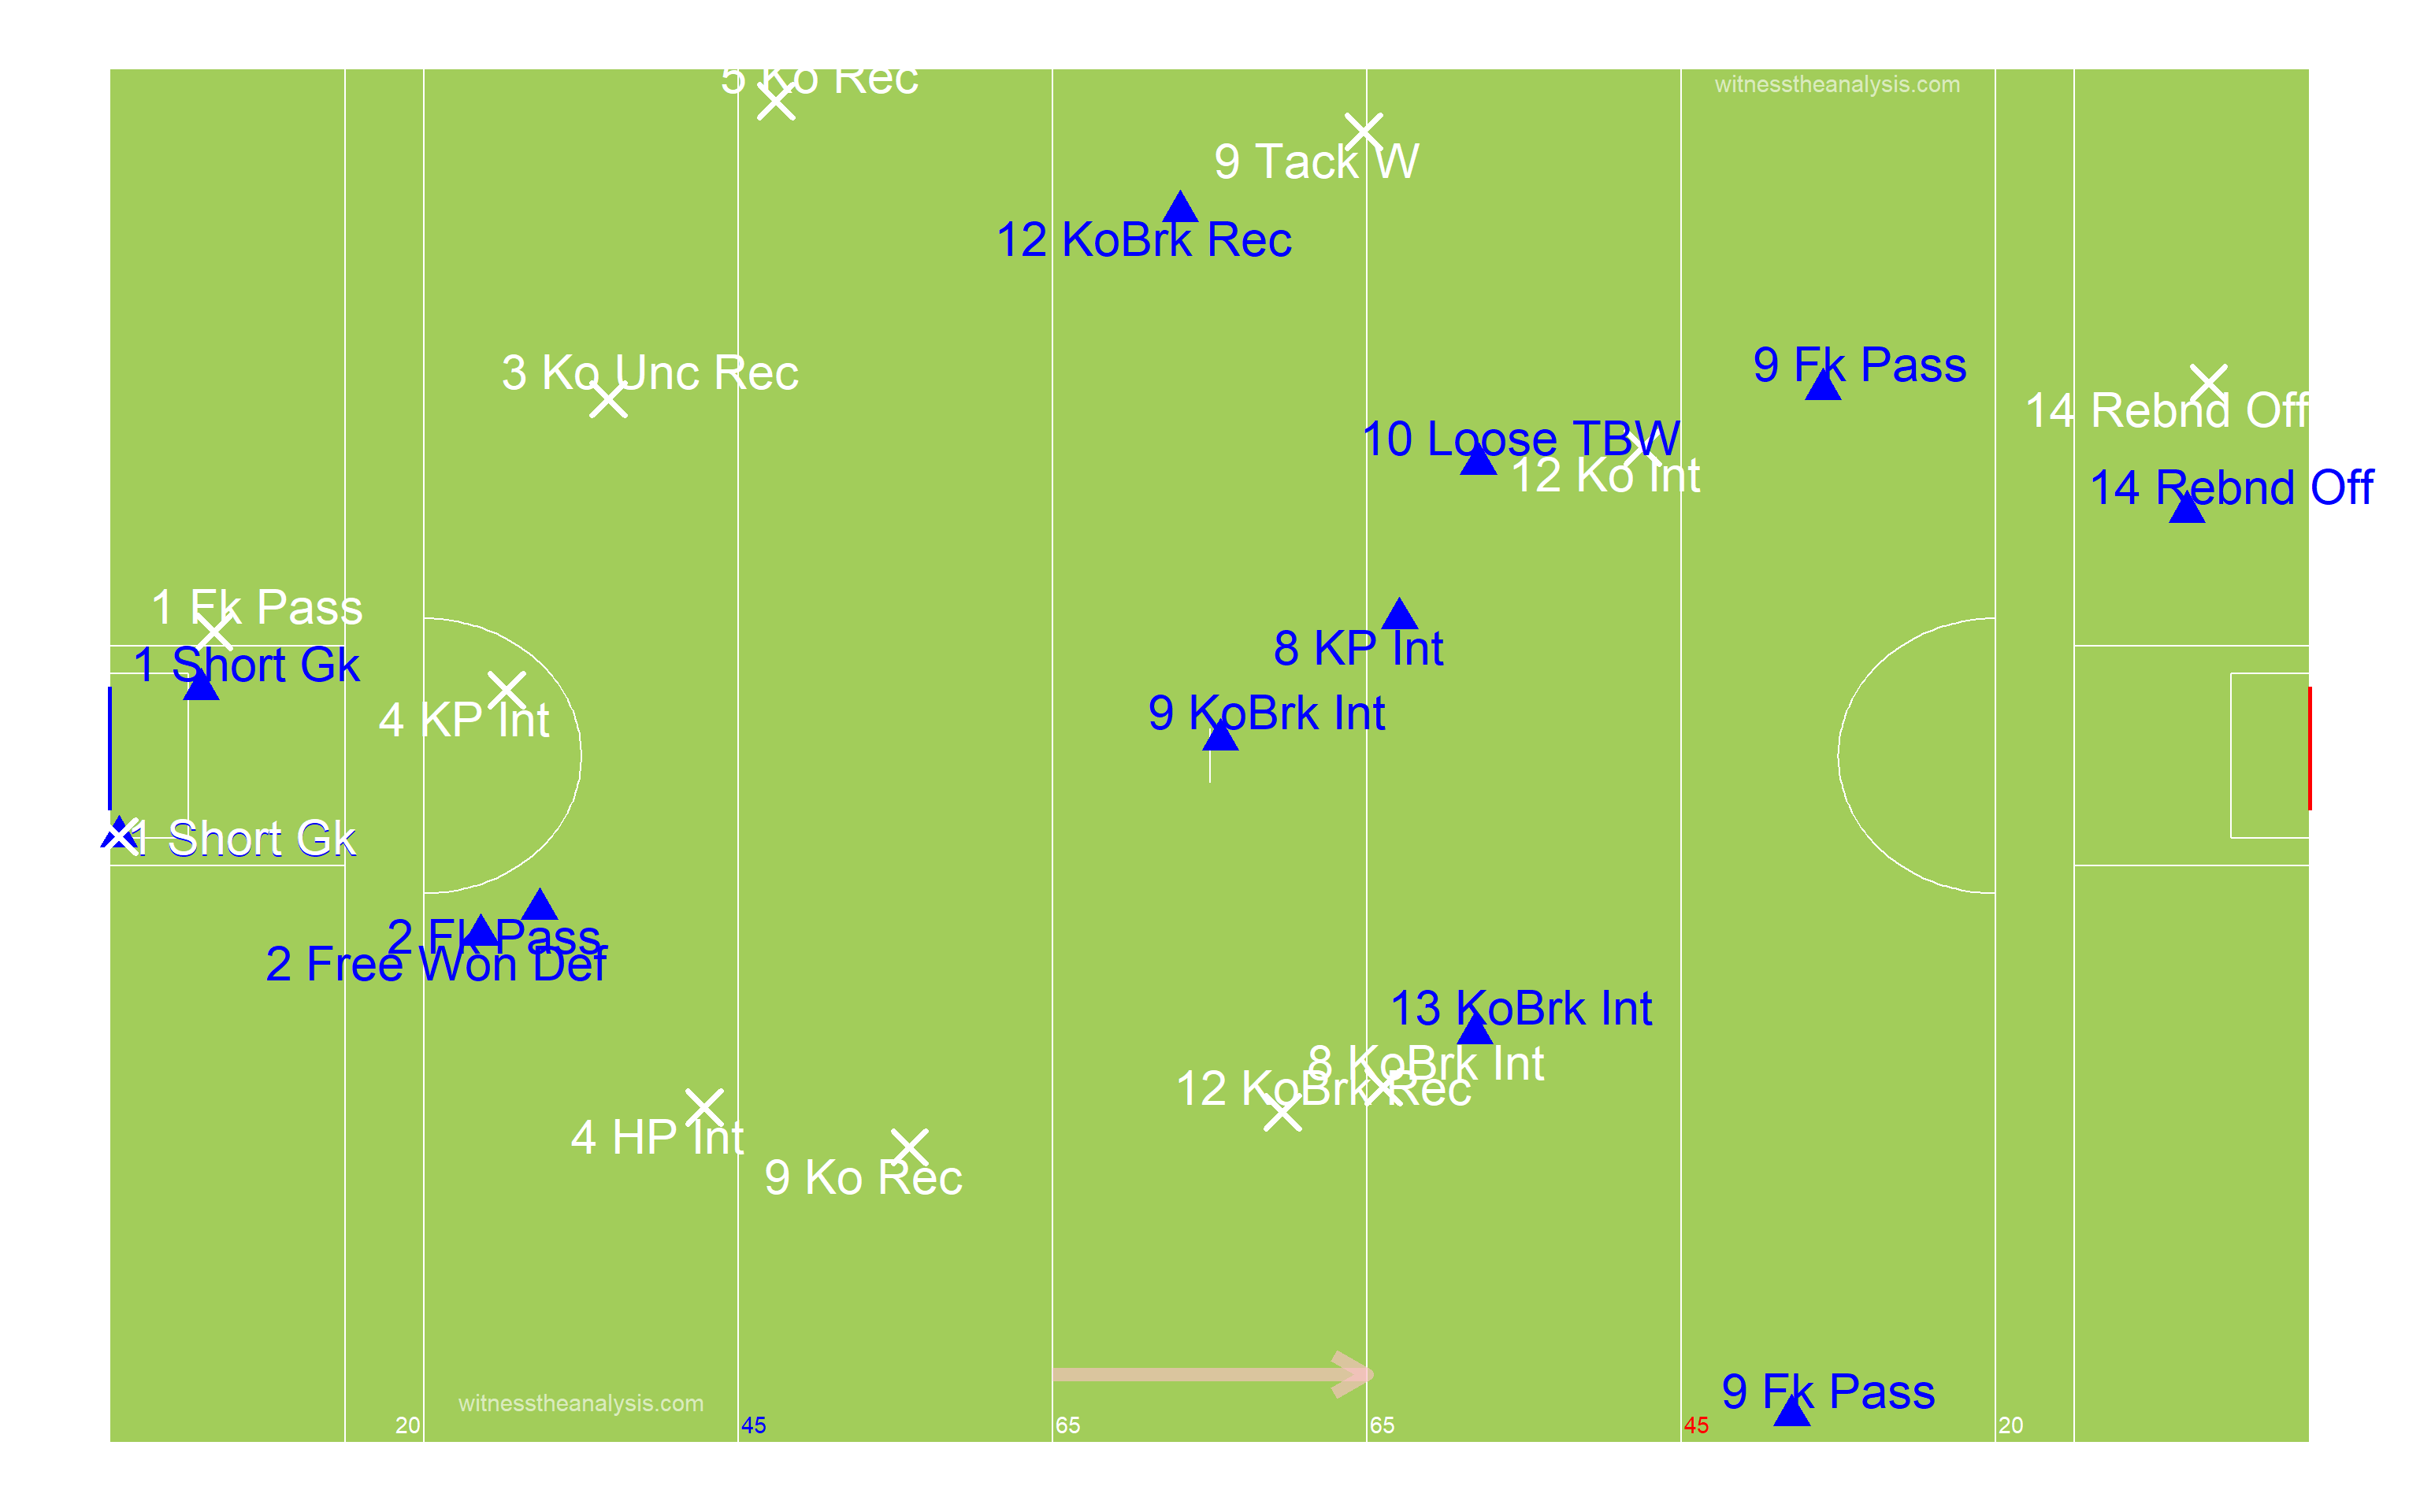 5 Ko Rec
witnesstheanalysis.com
9 Tack W
12 KoBrk Rec
3 Ko Unc Rec
9 Fk Pass
14 Rebnd Off
10 Loose TBW
12 Ko Int
14 Rebnd Off
1 Fk Pass
8 KP Int
1 Short Gk
4 KP Int
9 KoBrk Int
1 Short Gk
2 Fk Pass
2 Free Won Def
13 KoBrk Int
8 KoBrk Int
12 KoBrk Rec
4 HP Int
9 Ko Rec
9 Fk Pass
witnesstheanalysis.com
20
45
65
65
45
20